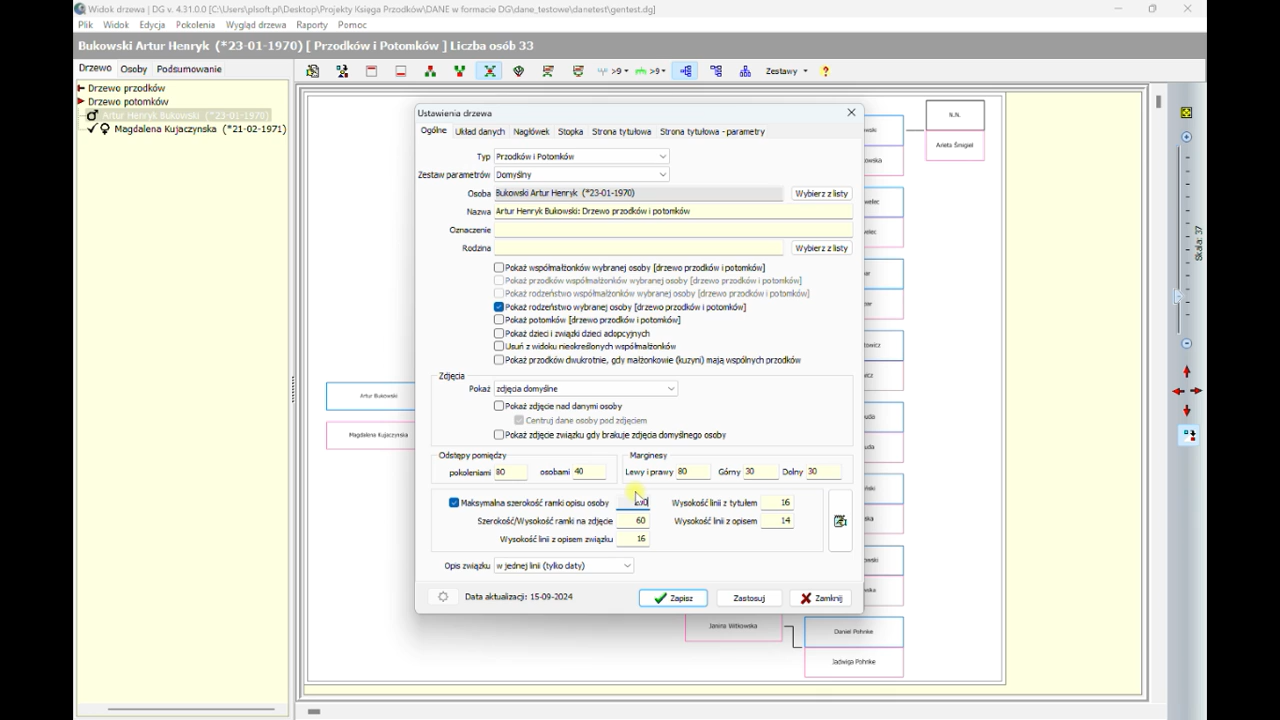 Widok drzewa | DG v. 4.31.0.0 [C:\Users\plsoft.pl\Desktop\Projekty Księga Przodków\DANE w formacie DG\dane_testowe\danetest\gentest.dg]
Plik Widok Edycja Pokolenia Wygląd drzewa Raporty Pomoc
Bukowski Artur Henryk (*23-01-1970) [ Przodków i Potomków ] Liczba osób 33
Drzewo Osoby Podsumowanie
>9 >9 Zestawy ?
Drzewo przodków
Drzewo potomków
Artur Henryk Bukowski (*23-01-1970)
Magdalena Kujaczynska (*21-02-1971)
Ustawienia drzewa
Ogólne Układ danych Nagłówek Stopka Strona tytułowa Strona tytułowa - parametry
Typ Przodków i Potomków
Zestaw parametrów Domyślny
Osoba Bukowski Artur Henryk (*23-01-1970) Wybierz z listy
Nazwa Artur Henryk Bukowski: Drzewo przodków i potomków
Oznaczenie
Rodzina Wybierz z listy
Pokaż współmałżonków wybranej osoby [drzewo przodków i potomków]
Pokaż przodków współmałżonków wybranej osoby [drzewo przodków i potomków]
Pokaż rodzeństwo współmałżonków wybranej osoby [drzewo przodków i potomków]
Pokaż rodzeństwo wybranej osoby [drzewo przodków i potomków]
Pokaż potomków [drzewo przodków i potomków]
Pokaż dzieci i związki dzieci adopcyjnych
Usuń z widoku nieokreślonych współmałżonków
Pokaż przodków dwukrotnie, gdy małżonkowie (kuzyni) mają wspólnych przodków
Zdjęcia
Pokaż zdjęcia domyślne
Pokaż zdjęcie nad danymi osoby
Centruj dane osoby pod zdjęciem
Pokaż zdjęcie związku gdy brakuje zdjęcia domyślnego osoby
Odstępy pomiędzy Marginesy
pokoleniami 80 osobami 40 Lewy i prawy 80 Górny 30 Dolny 30
Maksymalna szerokość ramki opisu osoby Wysokość linii z tytułem 16
Szerokość/Wysokość ramki na zdjęcie 60 Wysokość linii z opisem 14
Wysokość linii z opisem związku 16
Opis związku w jednej linii (tylko daty)
Data aktualizacji: 15-09-2024 Zapisz Zastosuj Zamknij
Artur Bukowski
Magdalena Kujaczynska
N.N.
Aneta Śmigiel
Janina Witkowska
Daniel Pohnke
Jadwiga Pohnke
Skala: 37